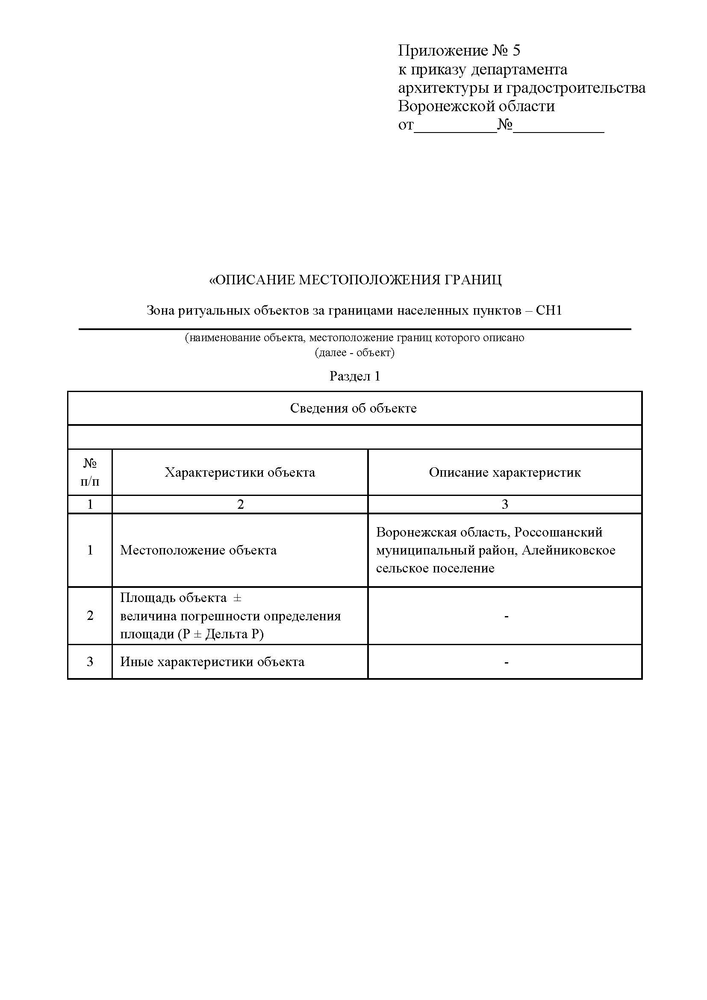 Приложение № 5
к приказу департамента
архитектуры и градостроительства
Воронежской области
от___________№____________
«ОПИСАНИЕ МЕСТОПОЛОЖЕНИЯ ГРАНИЦ
Зона ритуальных объектов за границами населенных пунктов – СН1
(наименование объекта, местоположение границ которого описано
(далее - объект)
Раздел 1
Сведения об объекте
№
п/п
Характеристики объекта
Описание характеристик
1
2
3
1
Местоположение объекта
Воронежская область, Россошанский
муниципальный район, Алейниковское
сельское поселение
2
Площадь объекта ±
величина погрешности определения
площади (P ± Дельта P)
-
3
Иные характеристики объекта
-